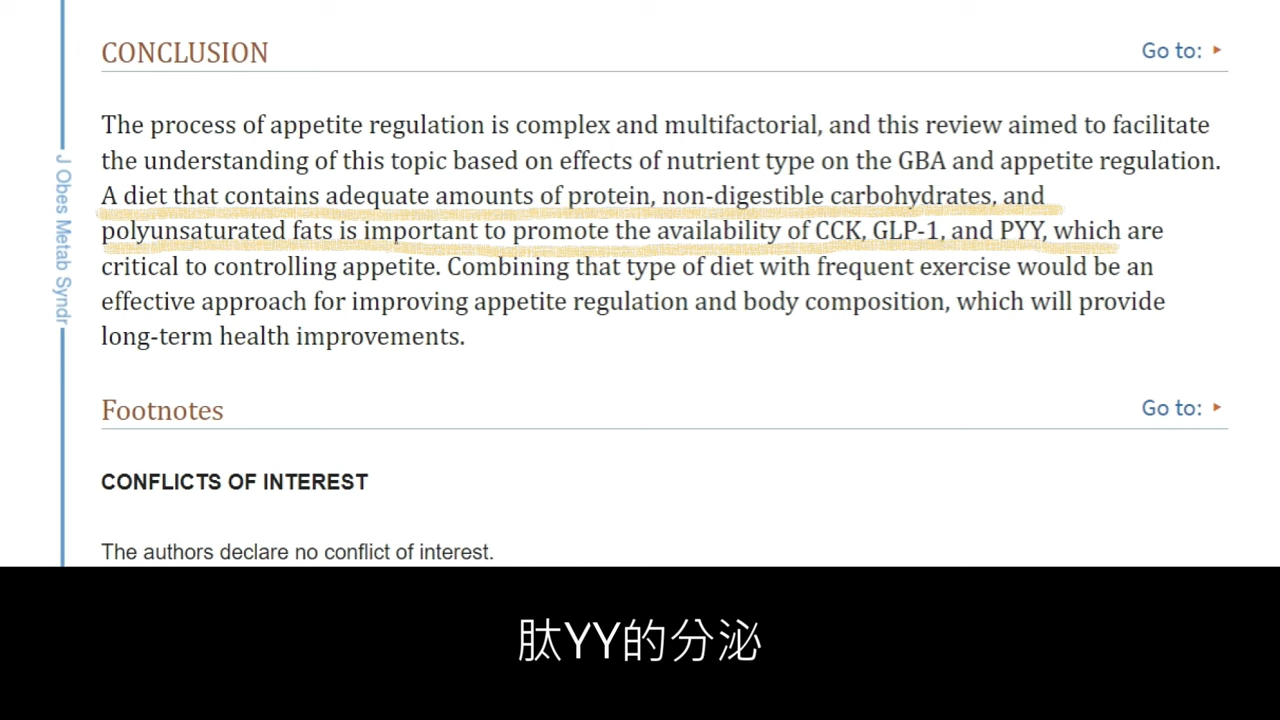 CONCLUSION
Go to:
The process of appetite regulation is complex and multifactorial, and this review aimed to facilitate
the understanding of this topic based on effects of nutrient type on the GBA and appetite regulation.
A diet that contains adequate amounts of protein, non-digestible carbohydrates, and
polyunsaturated fats is important to promote the availability of CCK, GLP-1, and PYY, which are
critical to controlling appetite. Combining that type of diet with frequent exercise would be an
effective approach for improving appetite regulation and body composition, which will provide
long-term health improvements.
J Obes Metab Syndr
Footnotes
Go to:
CONFLICTS OF INTEREST
The authors declare no conflict of interest.
肽YY的分泌